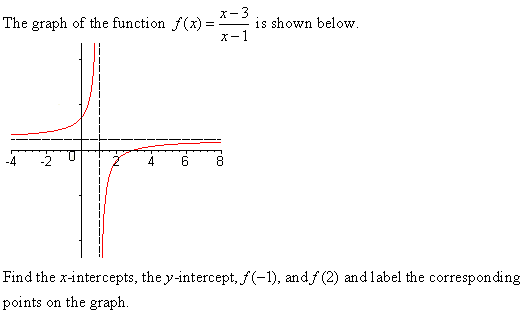 The graph of the function f(x) = (x−3)/(x−1) is shown below.
-4 -2 0 2 4 6 8
Find the x-intercepts, the y-intercept, f(−1), and f(2) and label the corresponding
points on the graph.